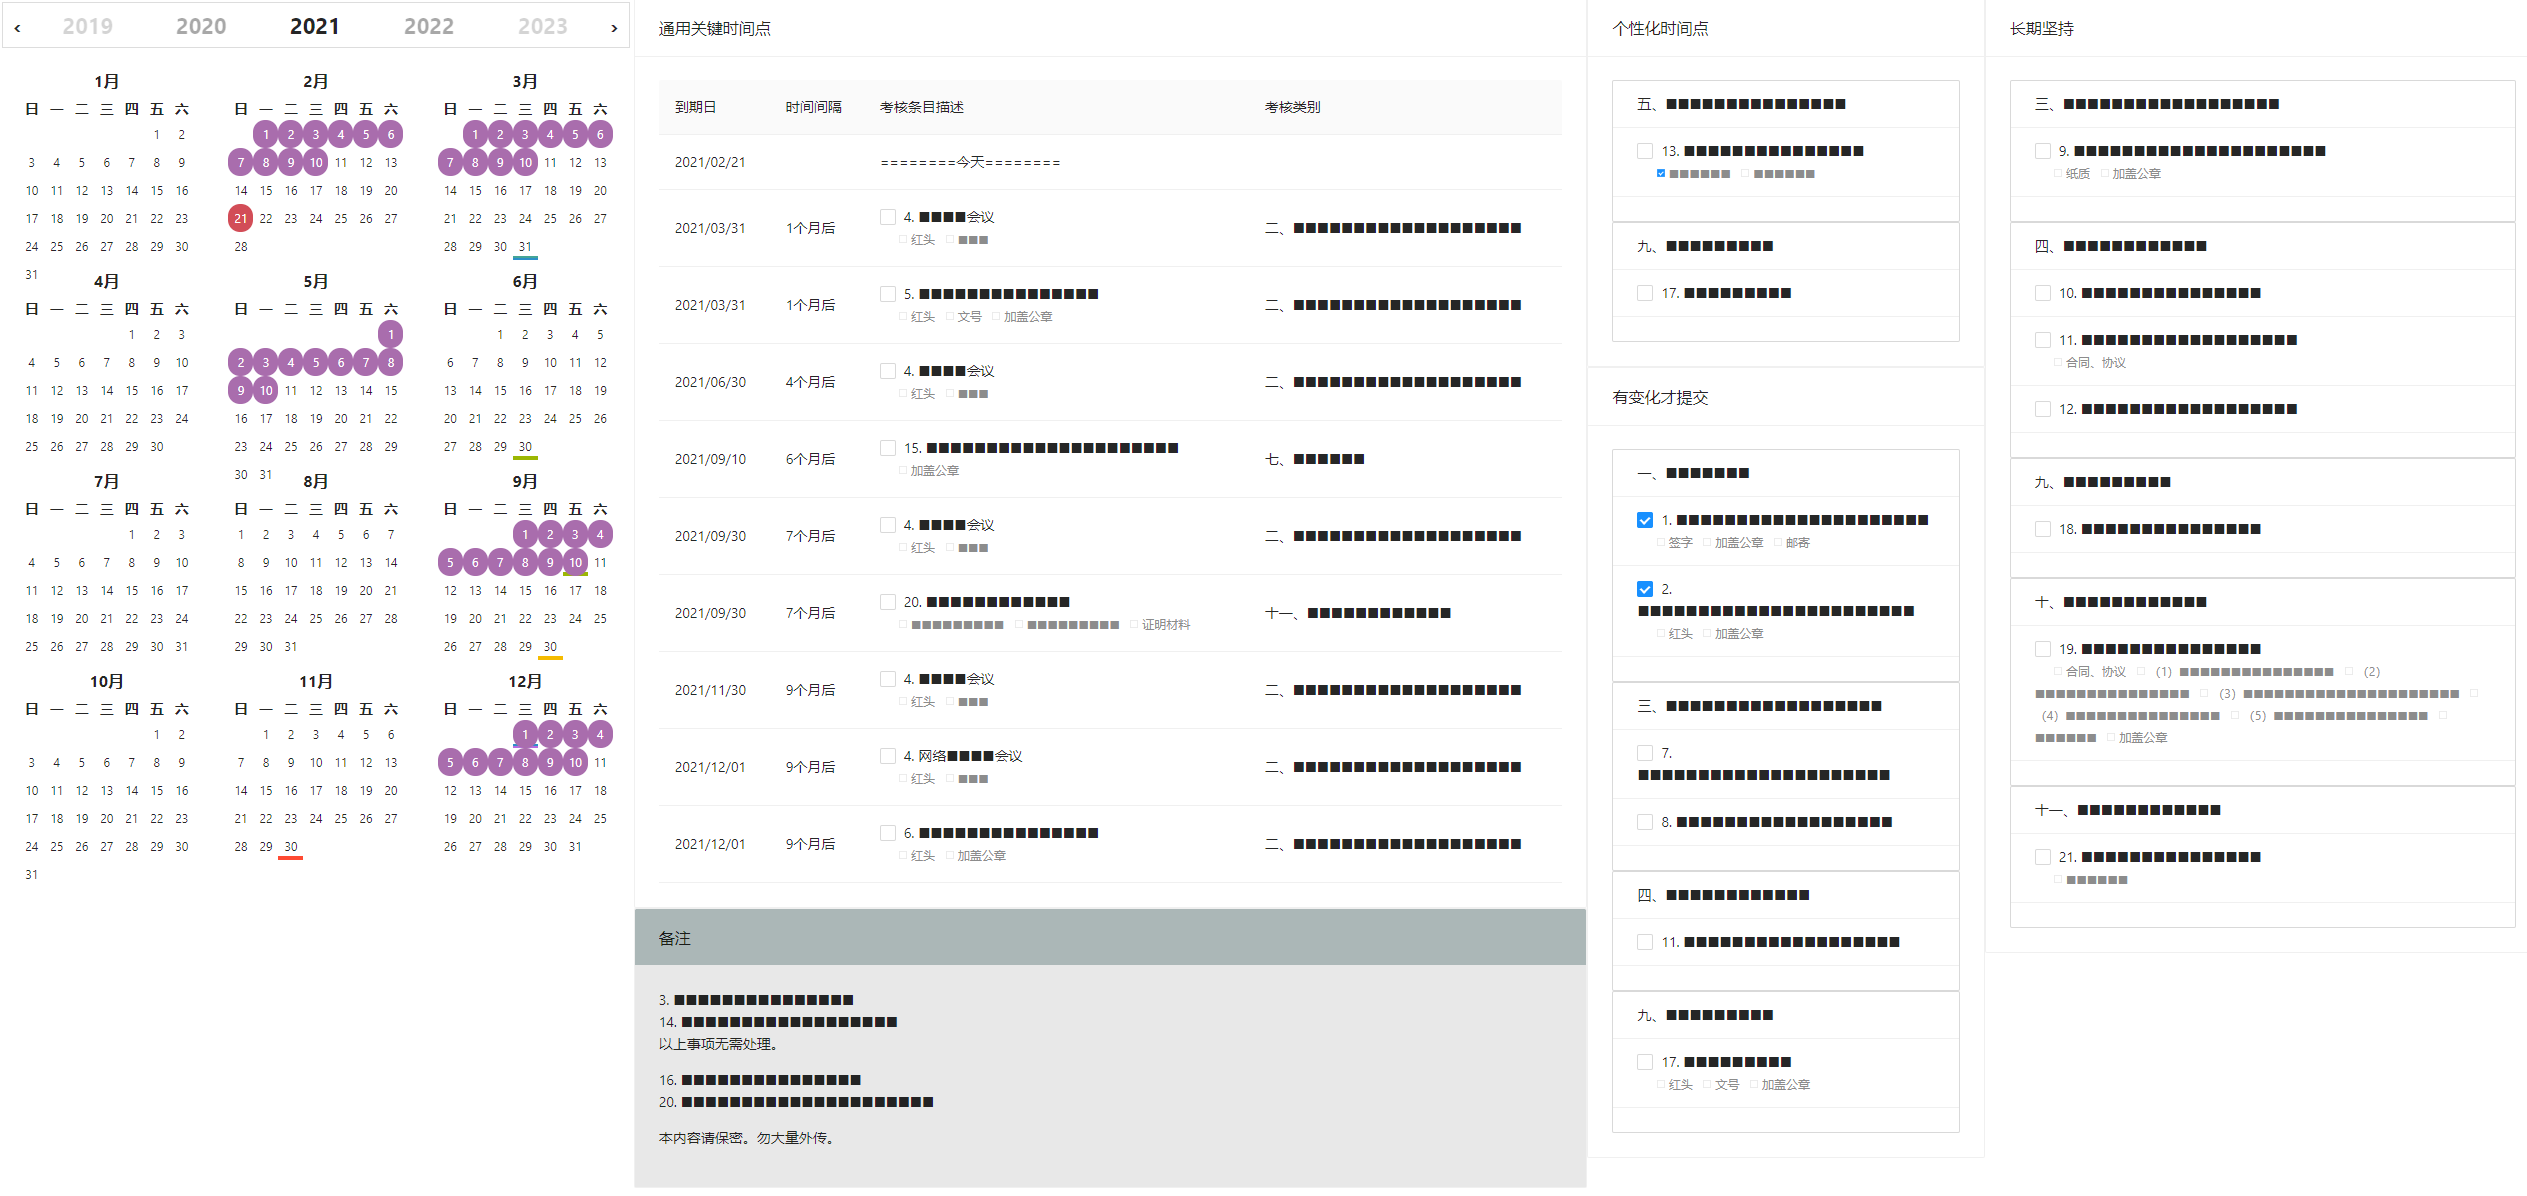 ‹ 2019 2020 2021 2022 2023 ›
1月
日 一 二 三 四 五 六
1 2
3 4 5 6 7 8 9
10 11 12 13 14 15 16
17 18 19 20 21 22 23
24 25 26 27 28 29 30
31
2月
日 一 二 三 四 五 六
1 2 3 4 5 6
7 8 9 10 11 12 13
14 15 16 17 18 19 20
21 22 23 24 25 26 27
28
3月
日 一 二 三 四 五 六
1 2 3 4 5 6
7 8 9 10 11 12 13
14 15 16 17 18 19 20
21 22 23 24 25 26 27
28 29 30 31
4月
日 一 二 三 四 五 六
1 2 3
4 5 6 7 8 9 10
11 12 13 14 15 16 17
18 19 20 21 22 23 24
25 26 27 28 29 30
5月
日 一 二 三 四 五 六
1
2 3 4 5 6 7 8
9 10 11 12 13 14 15
16 17 18 19 20 21 22
23 24 25 26 27 28 29
30 31
6月
日 一 二 三 四 五 六
1 2 3 4 5
6 7 8 9 10 11 12
13 14 15 16 17 18 19
20 21 22 23 24 25 26
27 28 29 30
7月
日 一 二 三 四 五 六
1 2 3
4 5 6 7 8 9 10
11 12 13 14 15 16 17
18 19 20 21 22 23 24
25 26 27 28 29 30 31
8月
日 一 二 三 四 五 六
1 2 3 4 5 6 7
8 9 10 11 12 13 14
15 16 17 18 19 20 21
22 23 24 25 26 27 28
29 30 31
9月
日 一 二 三 四 五 六
1 2 3 4
5 6 7 8 9 10 11
12 13 14 15 16 17 18
19 20 21 22 23 24 25
26 27 28 29 30
10月
日 一 二 三 四 五 六
1 2
3 4 5 6 7 8 9
10 11 12 13 14 15 16
17 18 19 20 21 22 23
24 25 26 27 28 29 30
31
11月
日 一 二 三 四 五 六
1 2 3 4 5 6
7 8 9 10 11 12 13
14 15 16 17 18 19 20
21 22 23 24 25 26 27
28 29 30
12月
日 一 二 三 四 五 六
1 2 3 4
5 6 7 8 9 10 11
12 13 14 15 16 17 18
19 20 21 22 23 24 25
26 27 28 29 30 31
通用关键时间点
到期日 时间间隔 考核条目描述 考核类别
2021/02/21 ========今天========
2021/03/31 1个月后 4. 会议 二、
红头
2021/03/31 1个月后 5. 二、
红头 文号 加盖公章
2021/06/30 4个月后 4. 会议 二、
红头
2021/09/10 6个月后 15. 七、
加盖公章
2021/09/30 7个月后 4. 会议 二、
红头
2021/09/30 7个月后 20. 十一、
证明材料
2021/11/30 9个月后 4. 会议 二、
红头
2021/12/01 9个月后 4. 网络 会议 二、
红头
2021/12/01 9个月后 6. 二、
红头 加盖公章
备注
3.
14.
以上事项无需处理。
16.
20.
本内容请保密。勿大量外传。
个性化时间点
五、
13.
九、
17.
有变化才提交
一、
1.
签字 加盖公章 邮寄
2.
红头 加盖公章
三、
7.
8.
四、
11.
九、
17.
红头 文号 加盖公章
长期坚持
三、
9.
纸质 加盖公章
四、
10.
11.
合同、协议
12.
九、
18.
十、
19.
合同、协议 (1) (2)
(3)
(4) (5)
加盖公章
十一、
21.